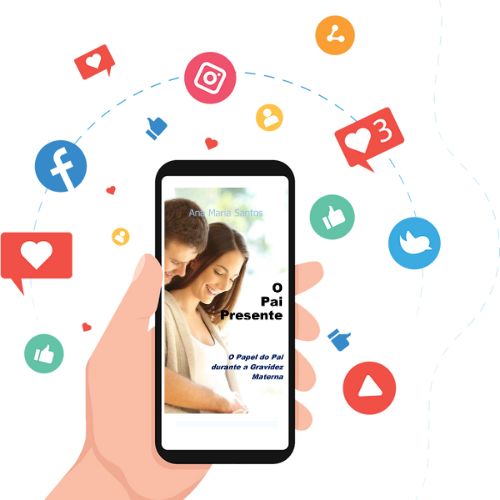 3
Ana Maria Santos
O
Pai
Presente
O Papel do Pai
durante a Gravidez
Materna